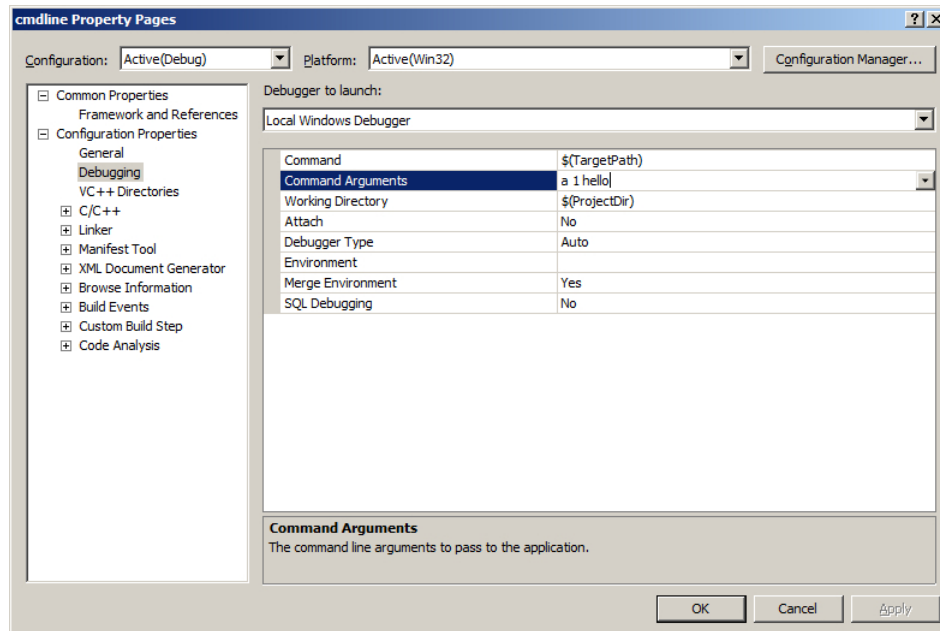 cmdline Property Pages
Configuration: Active(Debug) Platform: Active(Win32) Configuration Manager...
Common Properties
Framework and References
Configuration Properties
General
Debugging
VC++ Directories
C/C++
Linker
Manifest Tool
XML Document Generator
Browse Information
Build Events
Custom Build Step
Code Analysis
Debugger to launch:
Local Windows Debugger
Command $(TargetPath)
Command Arguments a 1 hello
Working Directory $(ProjectDir)
Attach No
Debugger Type Auto
Environment
Merge Environment Yes
SQL Debugging No
Command Arguments
The command line arguments to pass to the application.
OK Cancel Apply